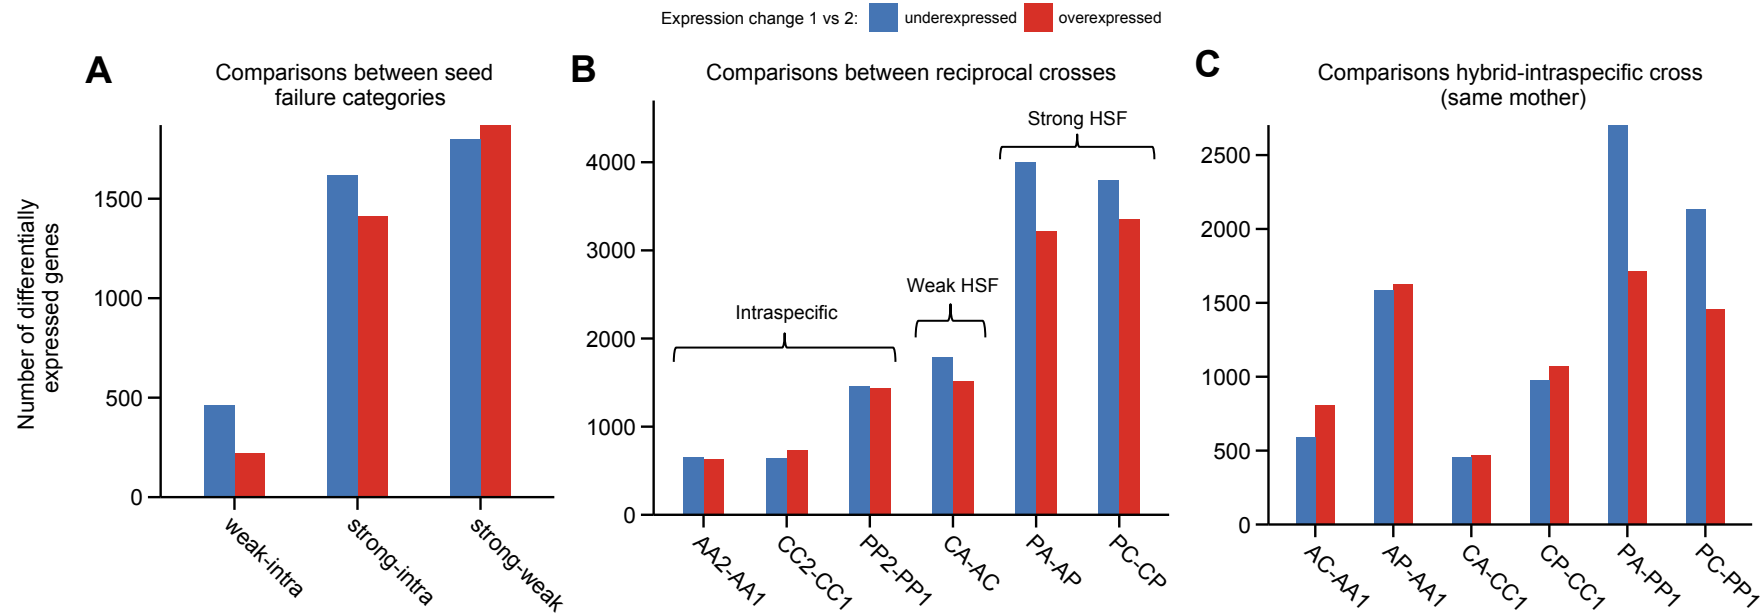 Expression change 1 vs 2: underexpressed overexpressed
A
Comparisons between seed
failure categories
Number of differentially
expressed genes
1500
1000
500
0
weak-intra
strong-intra
strong-weak
B
Comparisons between reciprocal crosses
Strong HSF
Weak HSF
Intraspecific
4000
3000
2000
1000
0
AA2-AA1
CC2-CC1
PP2-PP1
CA-AC
PA-AP
PC-CP
C
Comparisons hybrid-intraspecific cross
(same mother)
2500
2000
1500
1000
500
0
AC-AA1
AP-AA1
CA-CC1
CP-CC1
PA-PP1
PC-PP1